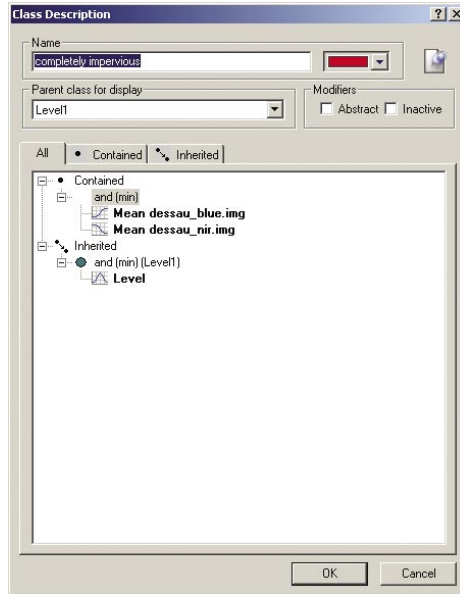 Class Description
Name
completely impervious
Parent class for display
Level1
Modifiers
Abstract
Inactive
All
Contained
Inherited
Contained
and (min)
Mean dessau_blue.img
Mean dessau_nir.img
Inherited
and (min) (Level1)
Level
OK
Cancel